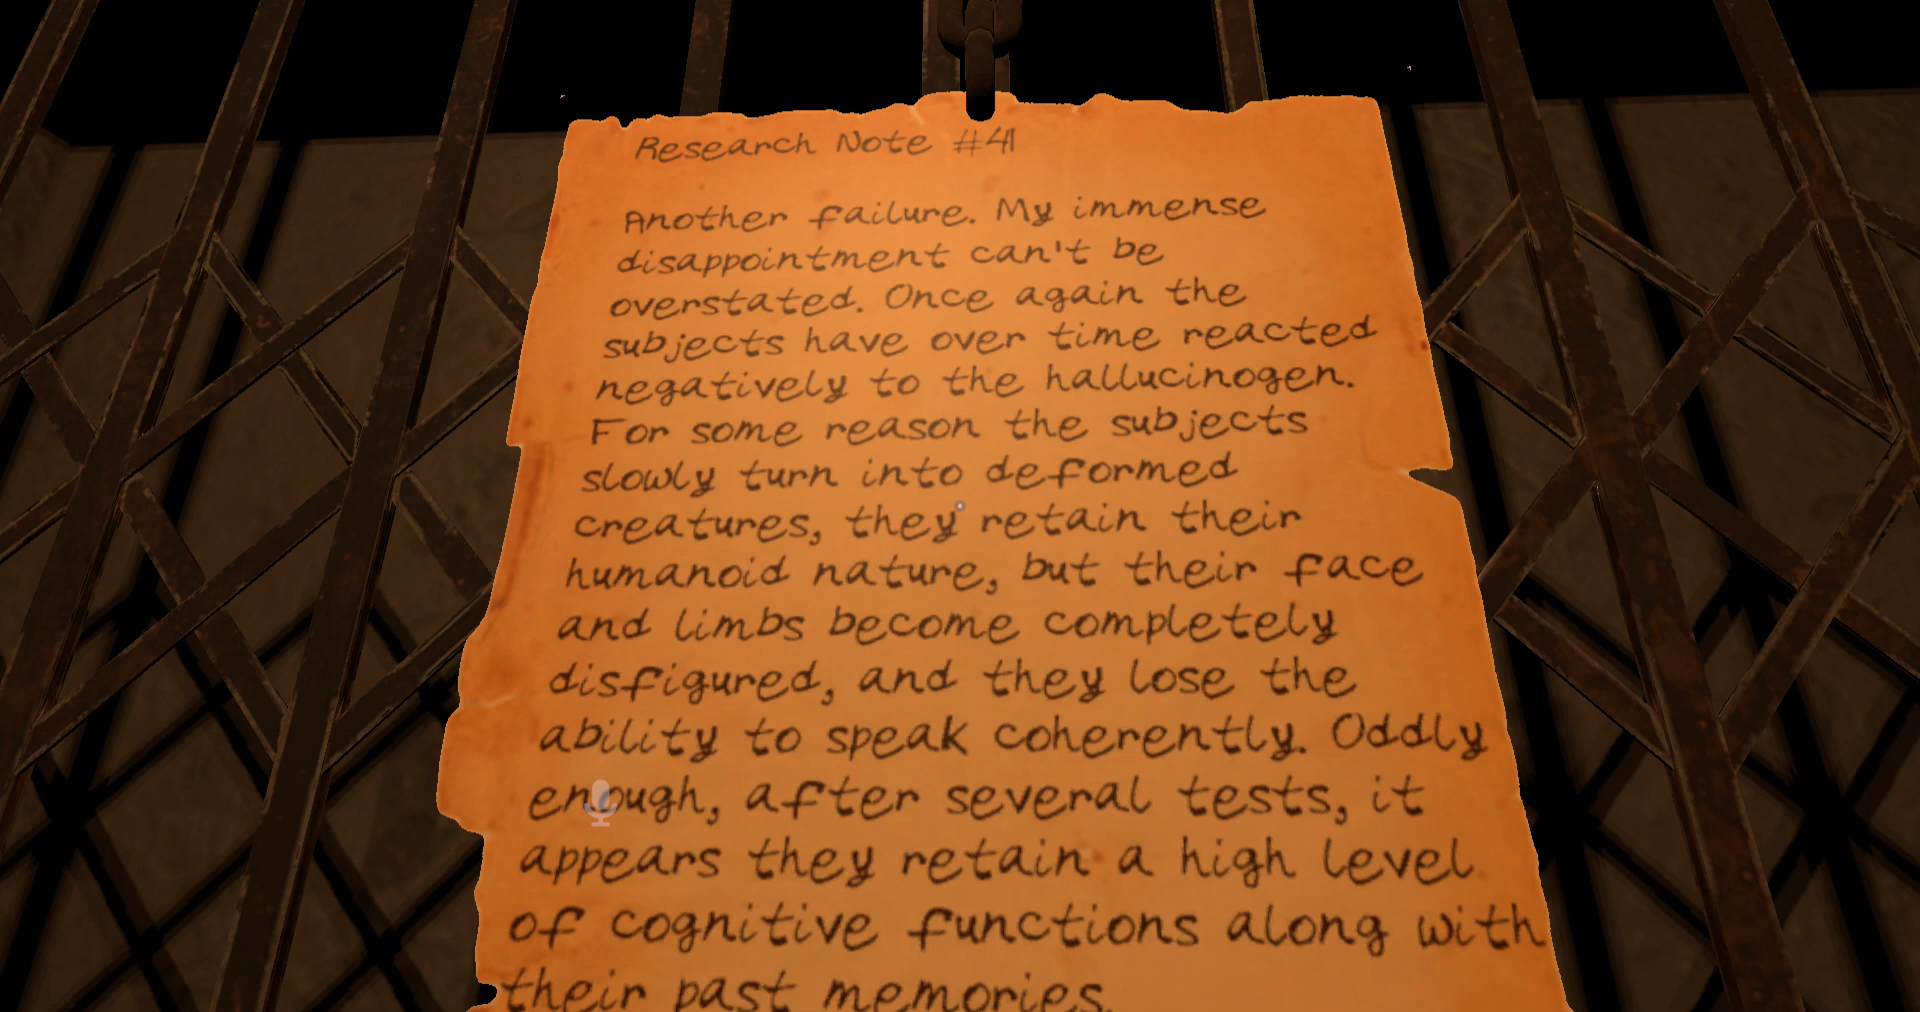 Research Note #41
Another failure. My immense
disappointment can't be
overstated. Once again the
subjects have over time reacted
negatively to the hallucinogen.
For some reason the subjects
slowly turn into deformed
creatures, they retain their
humanoid nature, but their face
and limbs become completely
disfigured, and they lose the
ability to speak coherently. Oddly
enough, after several tests, it
appears they retain a high level
of cognitive functions along with
their past memories.